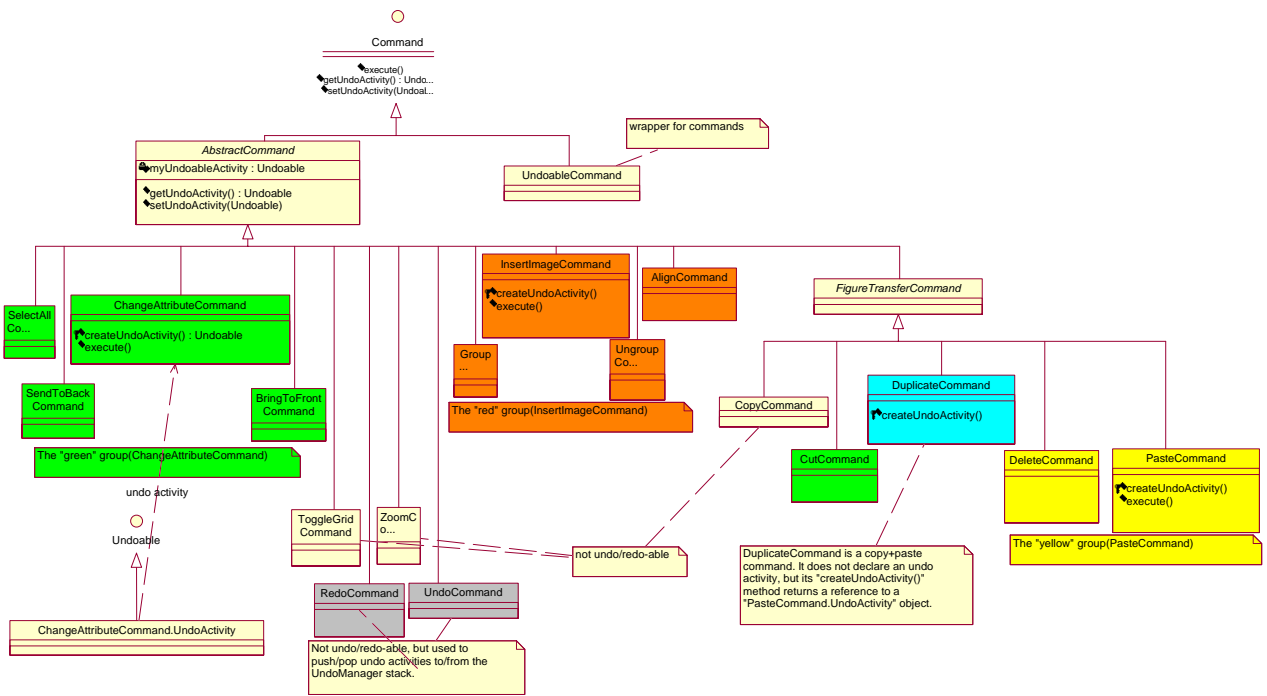 Command
execute()
getUndoActivity() : Undo...
setUndoActivity(Undoal...
wrapper for commands
AbstractCommand
myUndoableActivity : Undoable
getUndoActivity() : Undoable
setUndoActivity(Undoable)
UndoableCommand
InsertImageCommand
createUndoActivity()
execute()
AlignCommand
FigureTransferCommand
SelectAll
Co...
ChangeAttributeCommand
createUndoActivity() : Undoable
execute()
Group
...
Ungroup
Co...
SendToBack
Command
BringToFront
Command
The "red" group(InsertImageCommand)
CopyCommand
DuplicateCommand
createUndoActivity()
The "green" group(ChangeAttributeCommand)
CutCommand
DeleteCommand
PasteCommand
createUndoActivity()
execute()
undo activity
Undoable
ToggleGrid
Command
ZoomC
o...
not undo/redo-able
The "yellow" group(PasteCommand)
DuplicateCommand is a copy+paste
command. It does not declare an undo
activity, but its "createUndoActivity()"
method returns a reference to a
"PasteCommand.UndoActivity" object.
RedoCommand
UndoCommand
ChangeAttributeCommand.UndoActivity
Not undo/redo-able, but used to
push/pop undo activities to/from the
UndoManager stack.